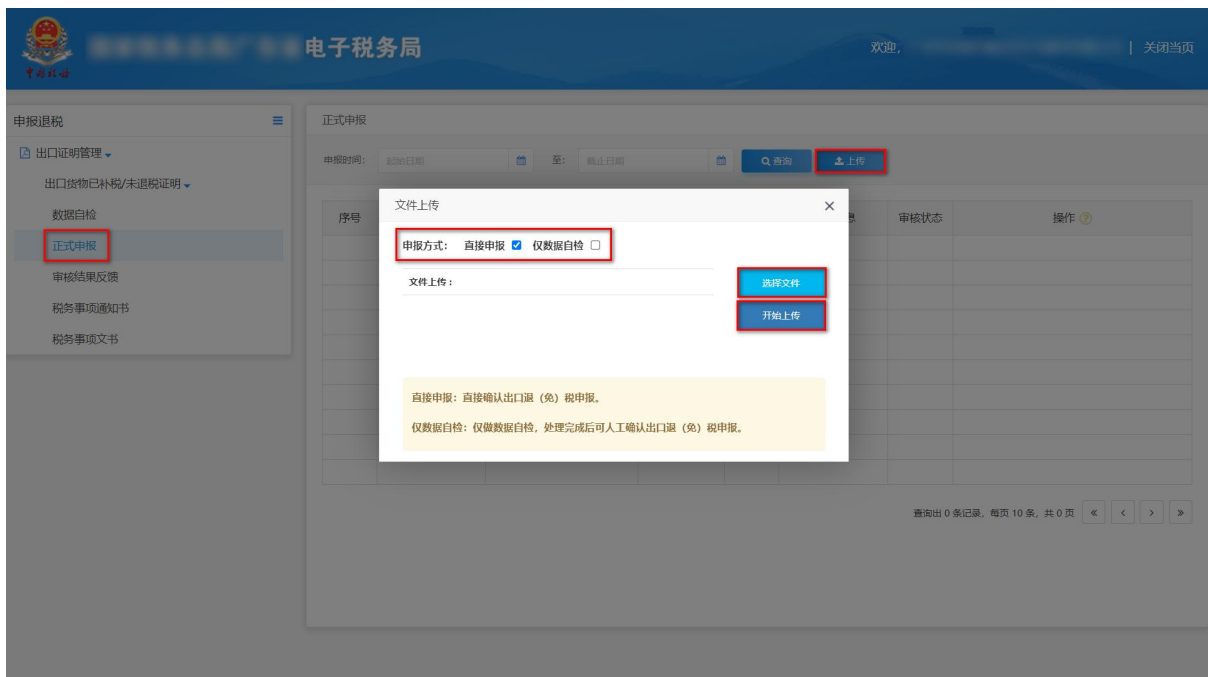 电子税务局
欢迎,
| 关闭当页
中国税务
申报退税
出口证明管理
出口货物已补税/未退税证明
数据自检
正式申报
审核结果反馈
税务事项通知书
税务事项文书
正式申报
申报时间: 起始日期 至: 截止日期 查询 上传
序号 审核状态 操作
文件上传 ×
申报方式: 直接申报 仅数据自检
文件上传: 选择文件
开始上传
直接申报:直接确认出口退(免)税申报。
仅数据自检:仅做数据自检,处理完成后可人工确认出口退(免)税申报。
查询出 0 条记录, 每页 10 条, 共 0 页 « < > »